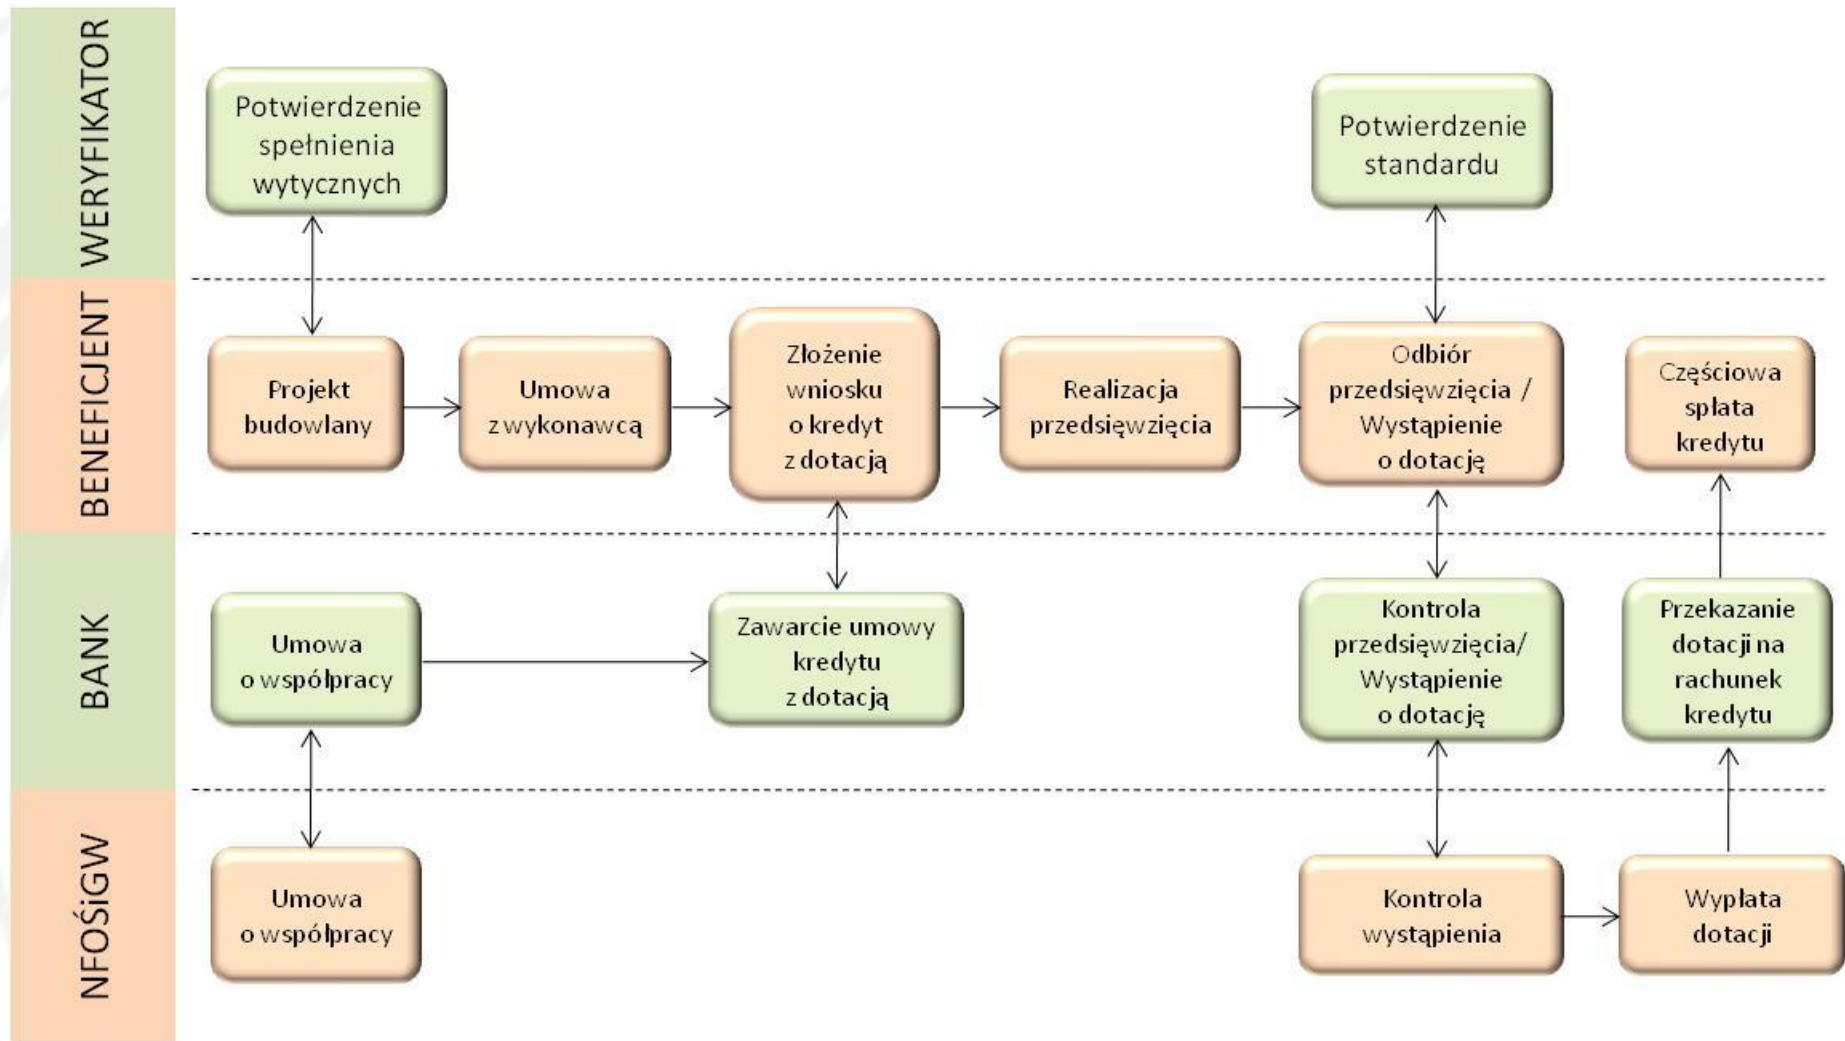 WERYFIKATOR
Potwierdzenie
spełnienia
wytycznych
Potwierdzenie
standardu
BENEFICJENT
Projekt
budowlany
Umowa
z wykonawcą
Złożenie
wniosku
o kredyt
z dotacją
Realizacja
przedsięwzięcia
Odbiór
przedsięwzięcia /
Wystąpienie
o dotację
Częściowa
spłata
kredytu
BANK
Umowa
o współpracy
Zawarcie umowy
kredytu
z dotacją
Kontrola
przedsięwzięcia/
Wystąpienie
o dotację
Przekazanie
dotacji na
rachunek
kredytu
NFOŚiGW
Umowa
o współpracy
Kontrola
wystąpienia
Wypłata
dotacji